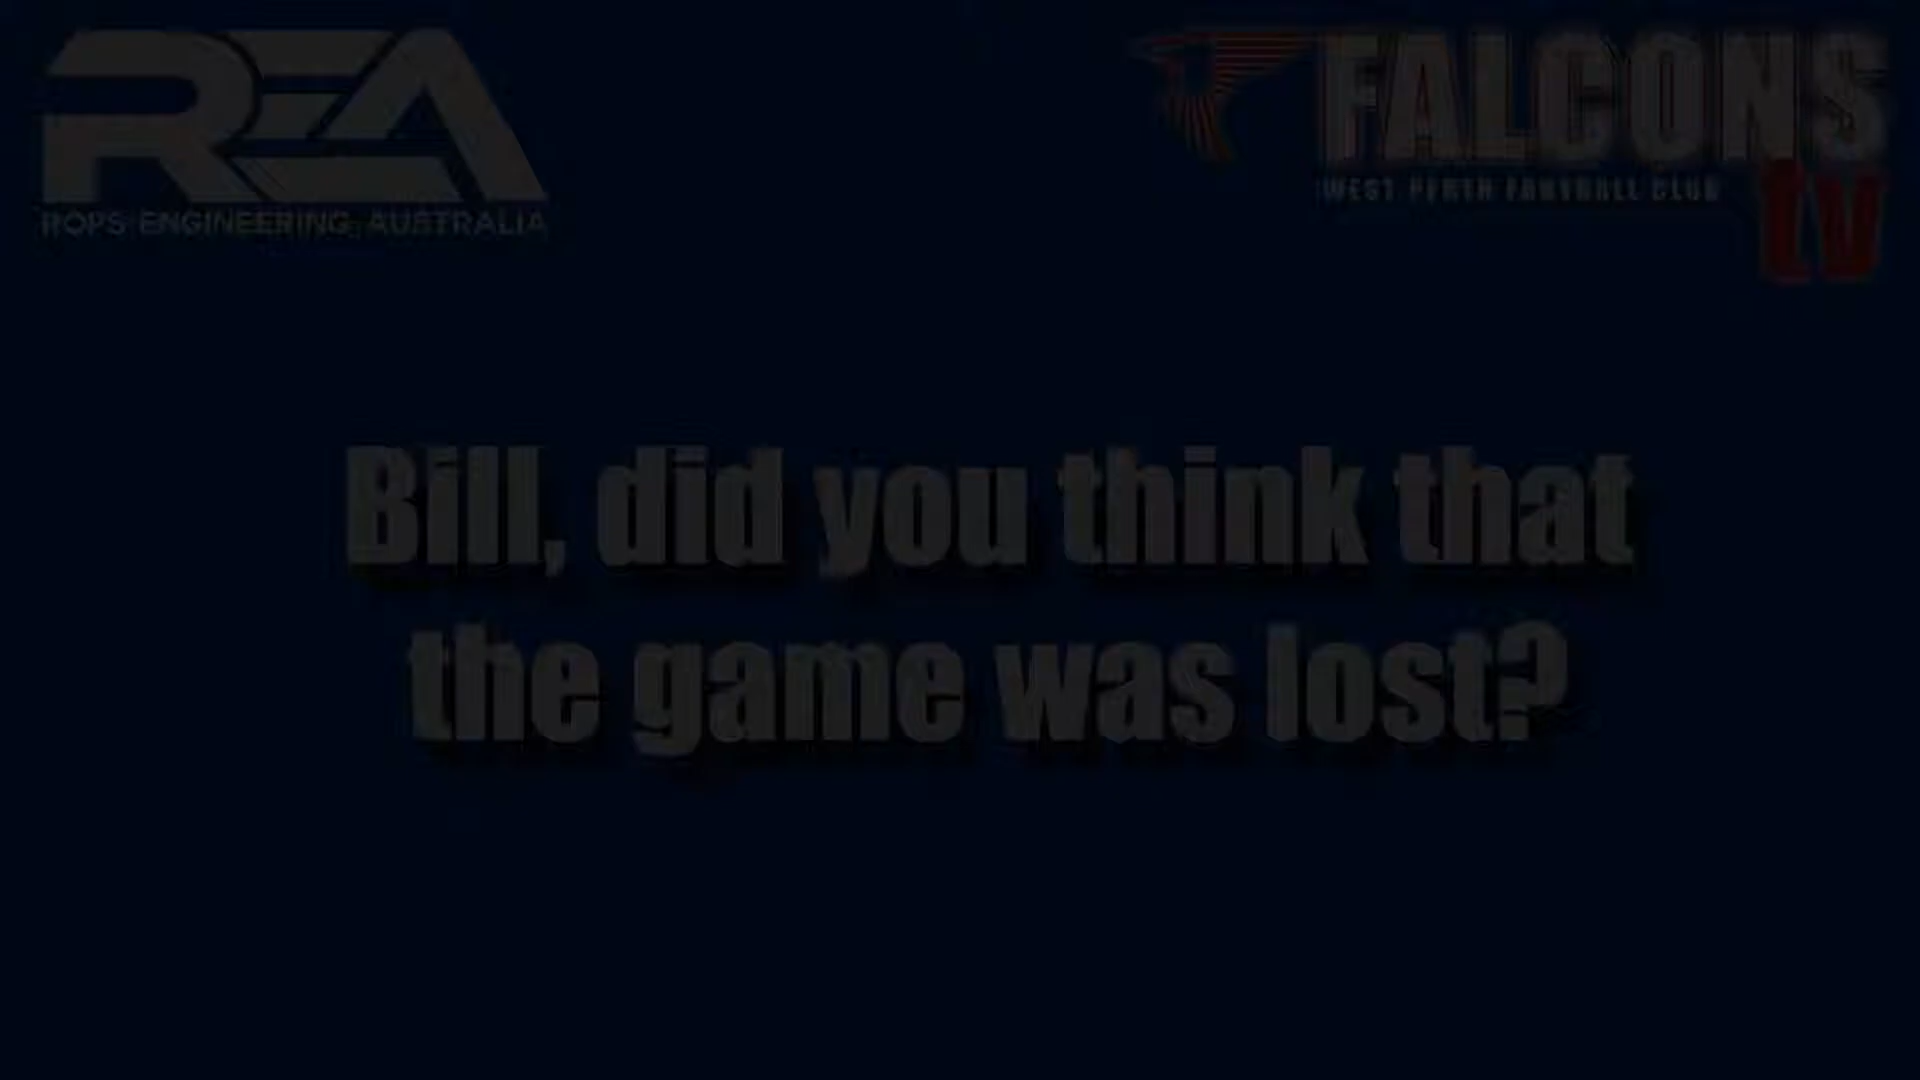 REA
ROPS ENGINEERING AUSTRALIA
FALCONS
WEST PERTH FOOTBALL CLUB
tv
Bill, did you think that
the game was lost?